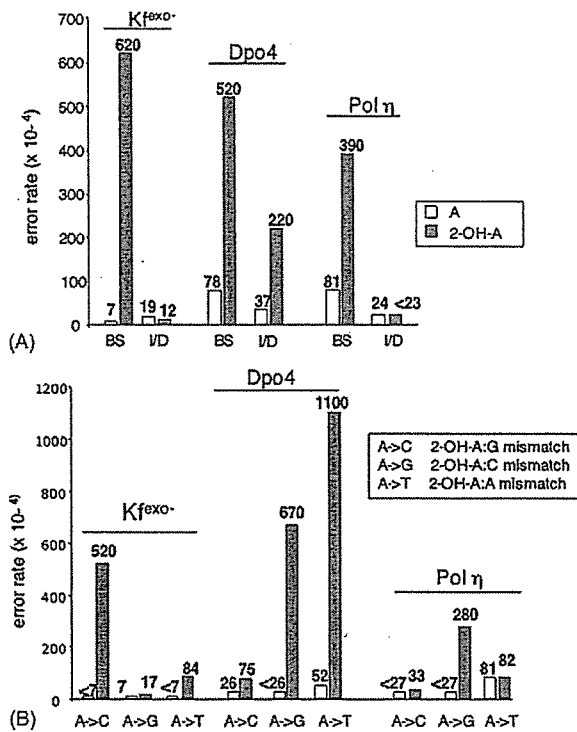 Kf^exo-
Dpo4
Pol η
error rate (x 10^-4)
700
600
500
400
300
200
100
0
7
620
19
12
78
520
37
220
81
390
24
<23
A
2-OH-A
BS
I/D
BS
I/D
BS
I/D
(A)
Dpo4
Kf^exo-
Pol η
error rate (x 10^-4)
1200
1000
800
600
400
200
0
<7
520
7
17
<7
84
26
75
<26
670
52
1100
<27
33
<27
280
81
82
A->C 2-OH-A:G mismatch
A->G 2-OH-A:C mismatch
A->T 2-OH-A:A mismatch
A->C
A->G
A->T
A->C
A->G
A->T
A->C
A->G
A->T
(B)